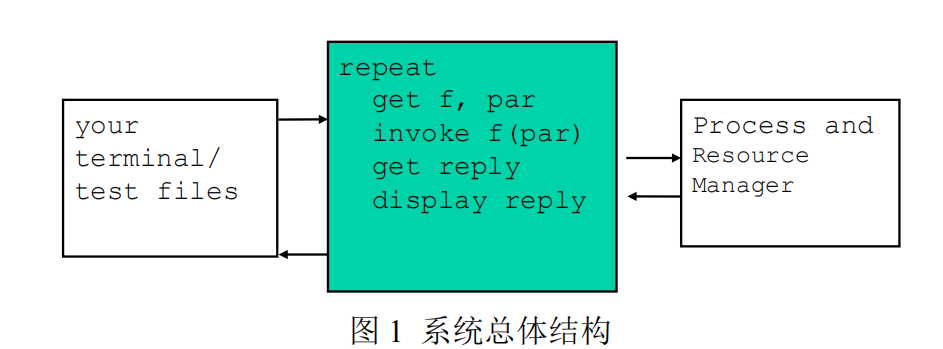 your
terminal/
test files
repeat
get f, par
invoke f(par)
get reply
display reply
Process and
Resource
Manager
图 1 系统总体结构